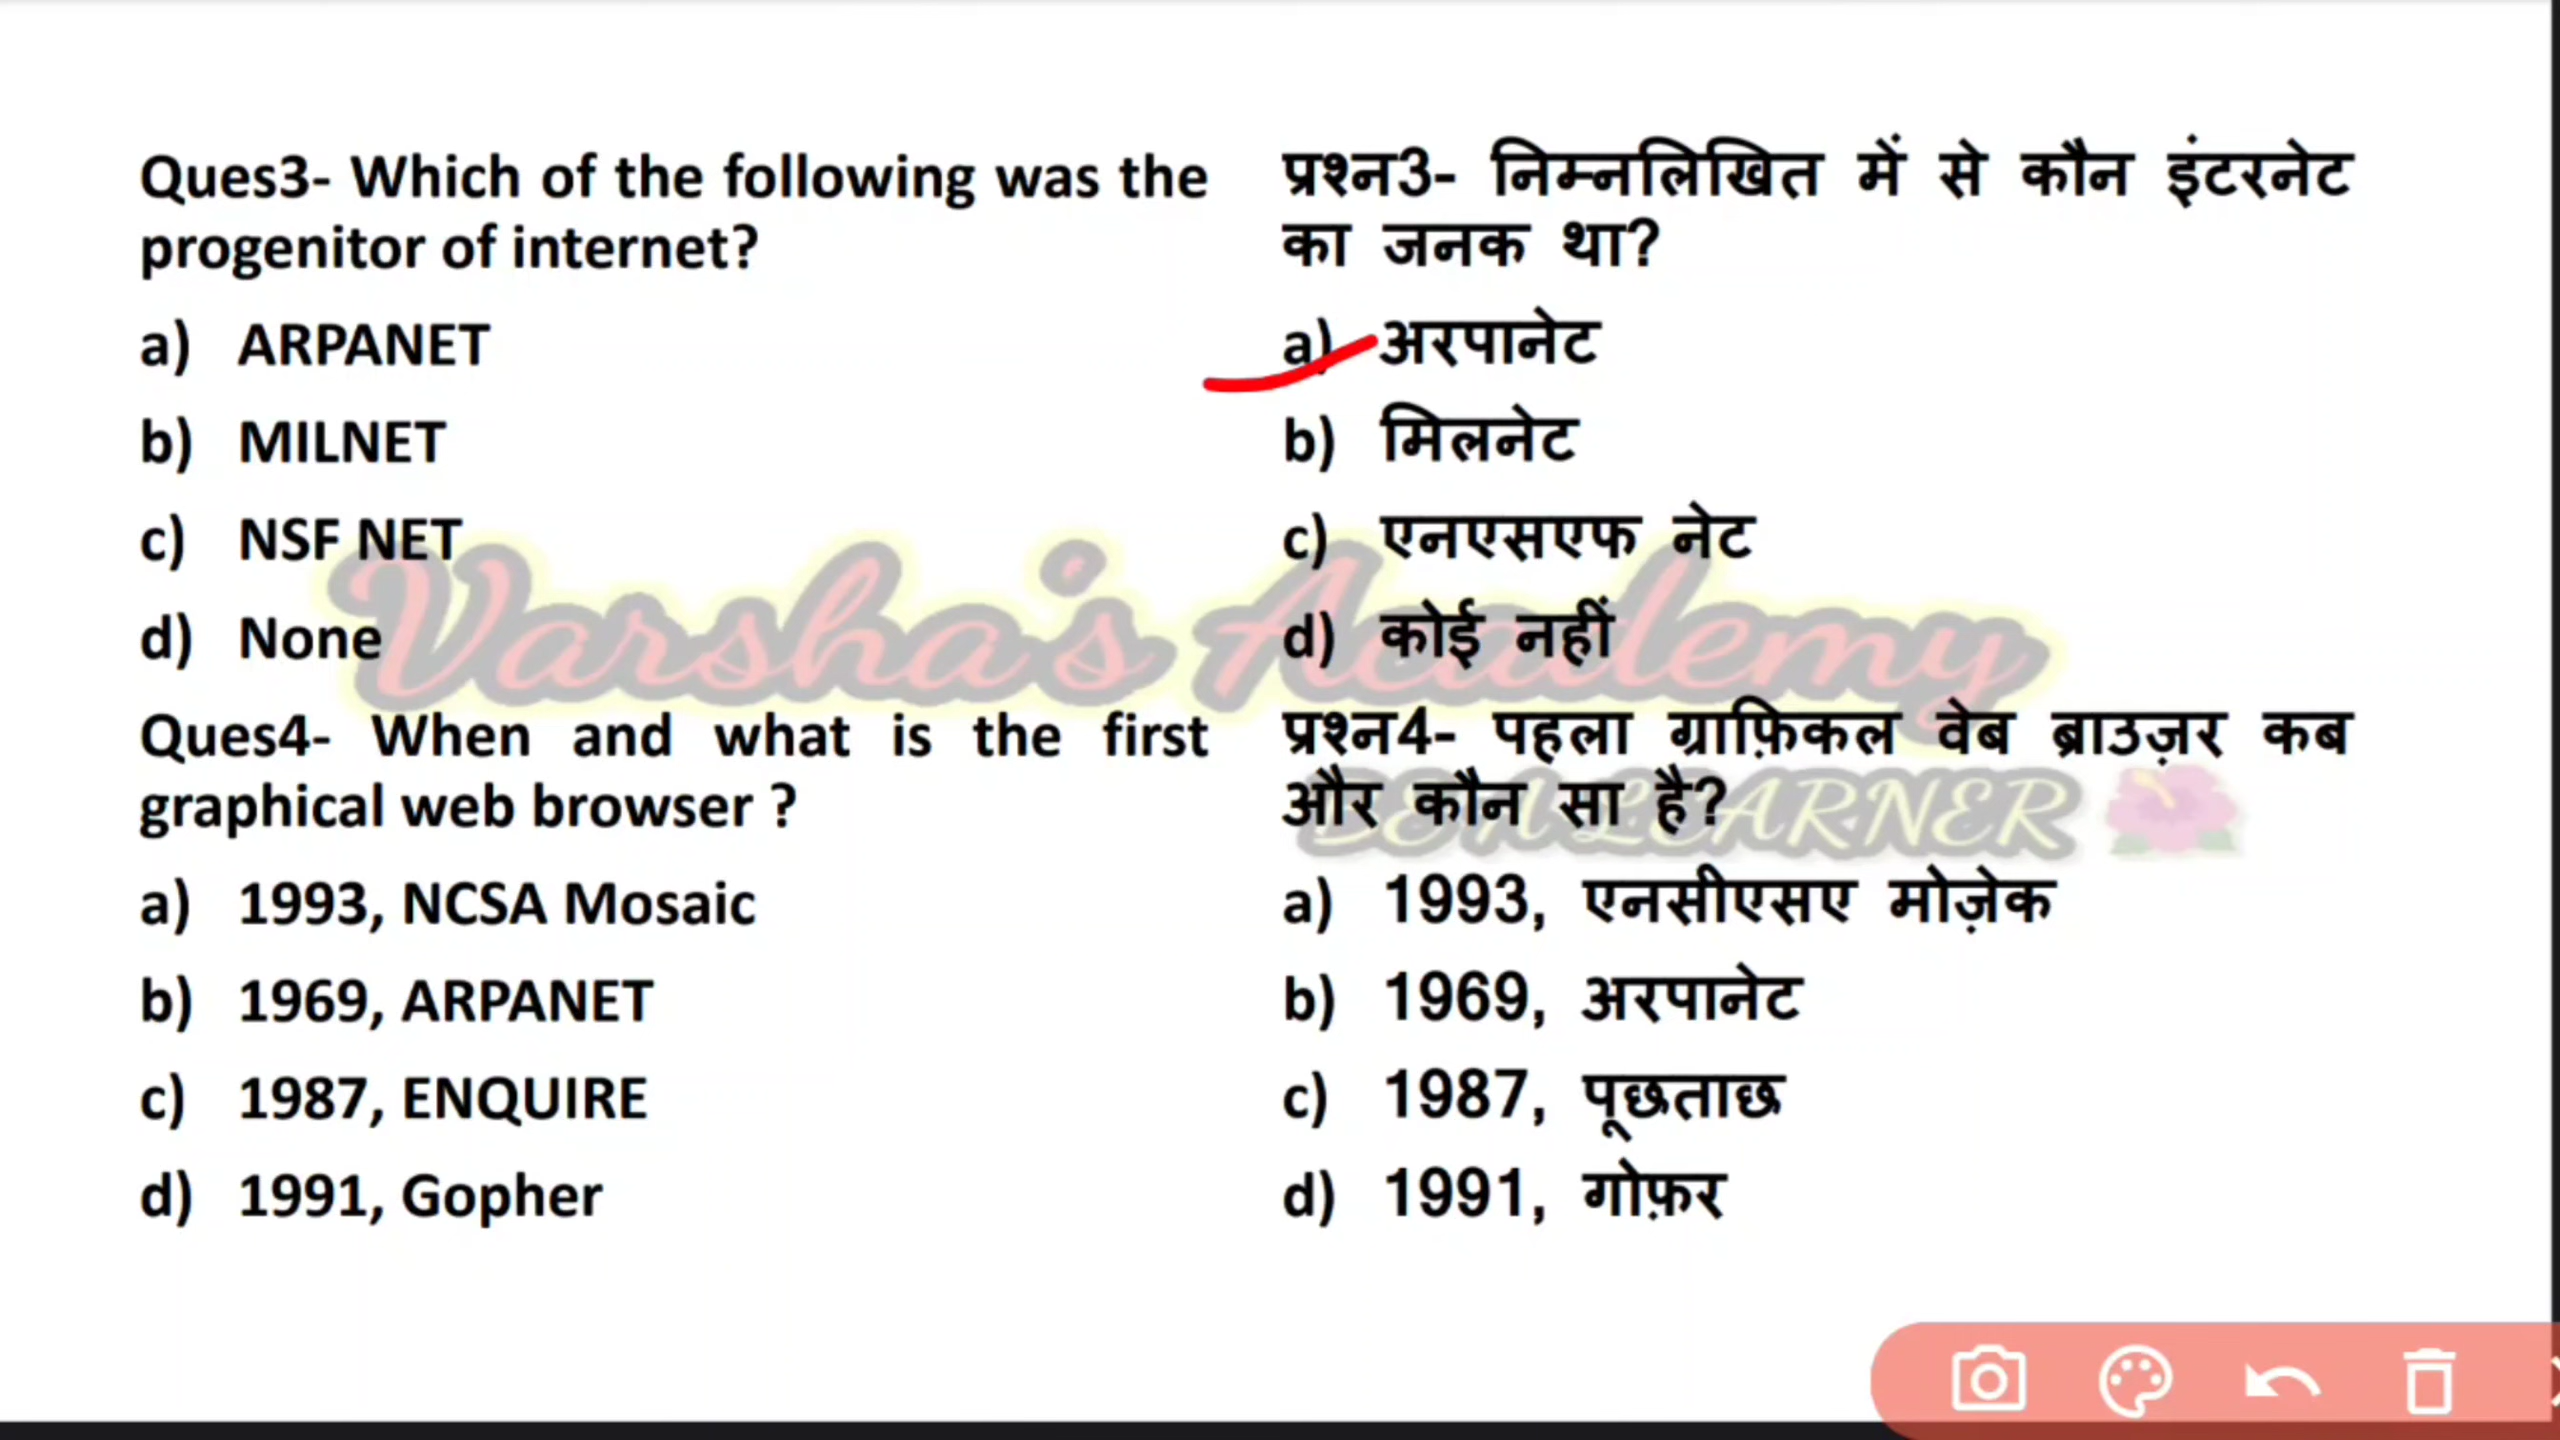 Ques3- Which of the following was the
progenitor of internet?
a) ARPANET
b) MILNET
c) NSF NET
d) None
Ques4- When and what is the first
graphical web browser ?
a) 1993, NCSA Mosaic
b) 1969, ARPANET
c) 1987, ENQUIRE
d) 1991, Gopher
प्रश्न3- निम्नलिखित में से कौन इंटरनेट
का जनक था?
a) अरपानेट
b) मिलनेट
c) एनएसएफ नेट
d) कोई नहीं
प्रश्न4- पहला ग्राफ़िकल वेब ब्राउज़र कब
और कौन सा है?
a) 1993, एनसीएसए मोज़ेक
b) 1969, अरपानेट
c) 1987, पूछताछ
d) 1991, गोफ़र
Varsha's Academy
BE A LEARNER